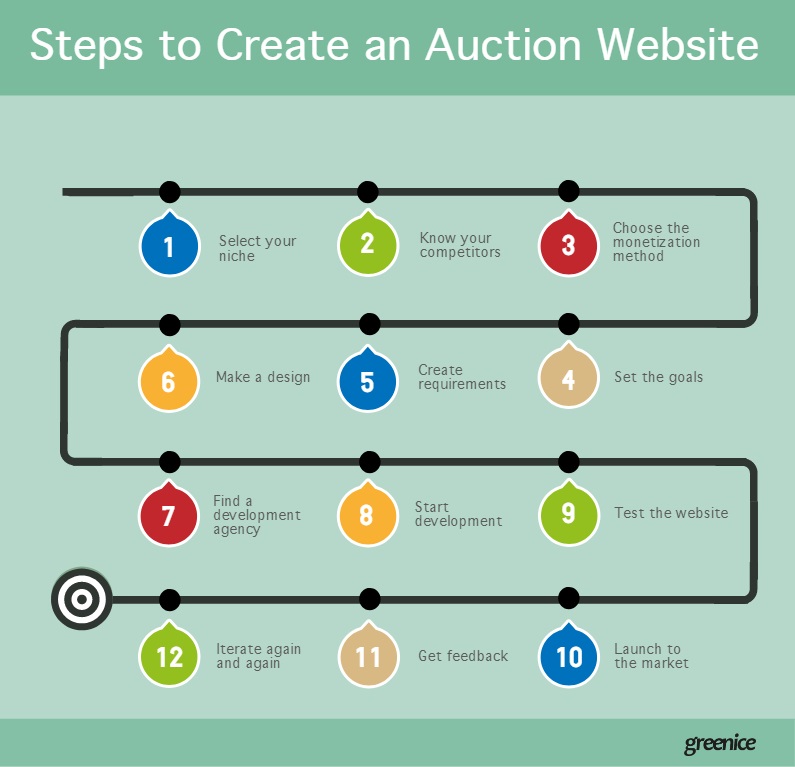 Steps to Create an Auction Website
1
Select your
niche
2
Know your
competitors
3
Choose the
monetization
method
4
Set the goals
5
Create
requirements
6
Make a design
7
Find a
development
agency
8
Start
development
9
Test the website
10
Launch to
the market
11
Get feedback
12
Iterate again
and again
greenice